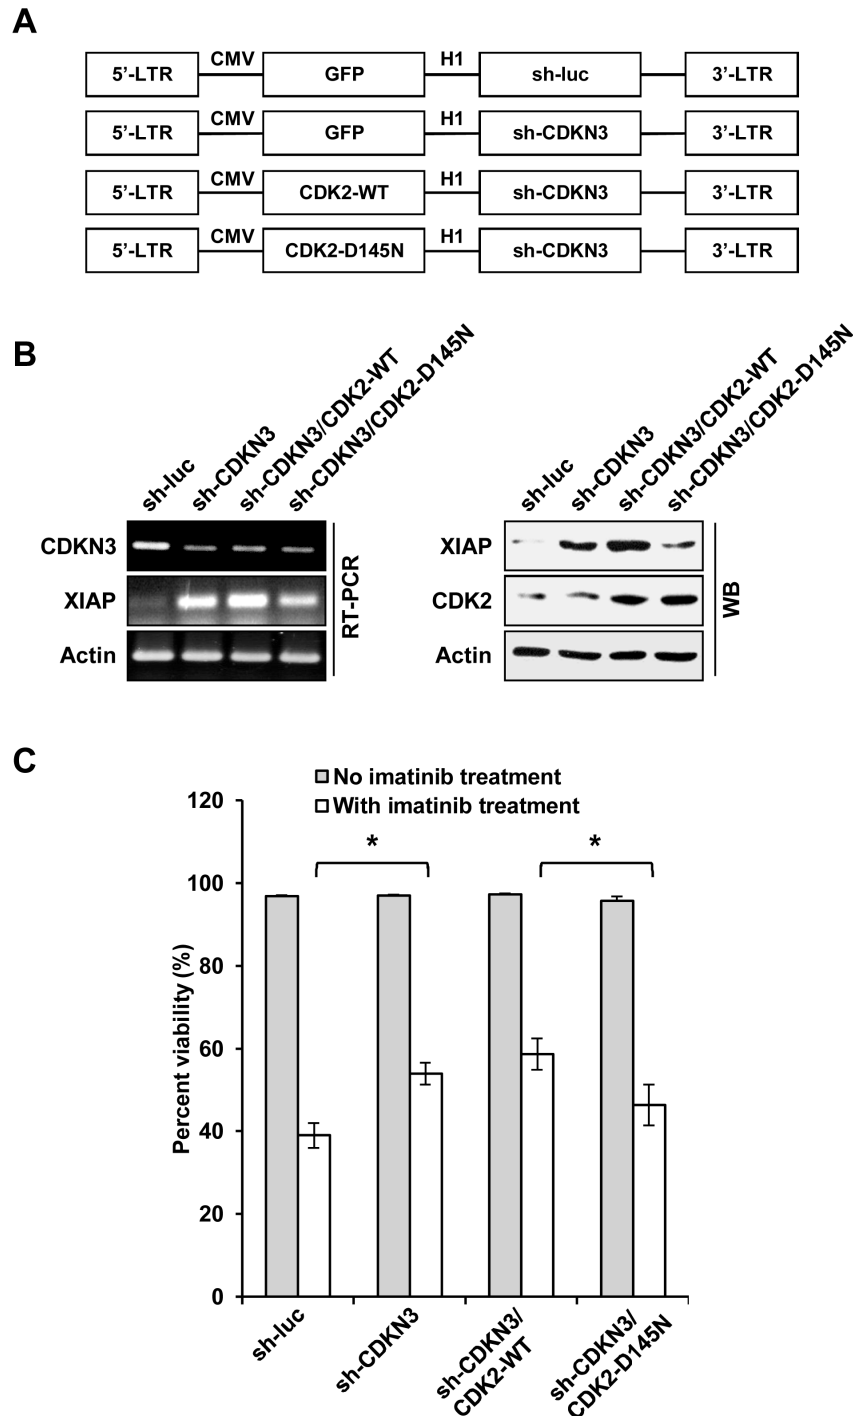 A
5'-LTR CMV GFP H1 sh-luc 3'-LTR
5'-LTR CMV GFP H1 sh-CDKN3 3'-LTR
5'-LTR CMV CDK2-WT H1 sh-CDKN3 3'-LTR
5'-LTR CMV CDK2-D145N H1 sh-CDKN3 3'-LTR
B
sh-luc
sh-CDKN3
sh-CDKN3/CDK2-WT
sh-CDKN3/CDK2-D145N
CDKN3
XIAP
Actin
RT-PCR
sh-luc
sh-CDKN3
sh-CDKN3/CDK2-WT
sh-CDKN3/CDK2-D145N
XIAP
CDK2
Actin
WB
C
No imatinib treatment
With imatinib treatment
Percent viability (%)
120
100
80
60
40
20
0
*
*
sh-luc
sh-CDKN3
sh-CDKN3/
CDK2-WT
sh-CDKN3/
CDK2-D145N